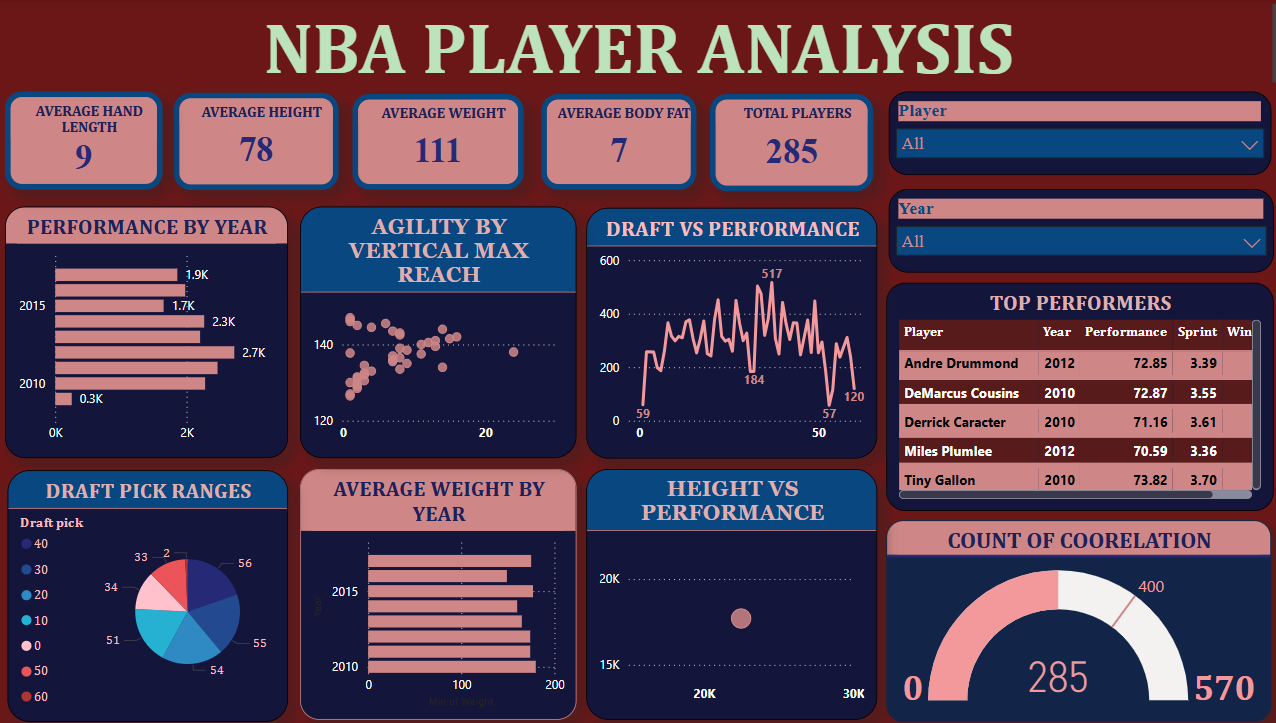 NBA PLAYER ANALYSIS
AVERAGE HAND
LENGTH
9
AVERAGE HEIGHT
78
AVERAGE WEIGHT
111
AVERAGE BODY FAT
7
TOTAL PLAYERS
285
Player
All
Year
All
PERFORMANCE BY YEAR
1.9K
2015
1.7K
2.3K
2.7K
2010
0.3K
0K
2K
AGILITY BY
VERTICAL MAX
REACH
140
120
0
20
DRAFT VS PERFORMANCE
600
517
400
200
184
120
59
57
0
0
50
TOP PERFORMERS
Player Year Performance Sprint Win
Andre Drummond 2012 72.85 3.39
DeMarcus Cousins 2010 72.87 3.55
Derrick Caracter 2010 71.16 3.61
Miles Plumlee 2012 70.59 3.36
Tiny Gallon 2010 73.82 3.70
DRAFT PICK RANGES
Draft pick
40
30
20
10
0
50
60
33
2
56
34
51
55
54
AVERAGE WEIGHT BY
YEAR
Year
2015
2010
0
100
200
Min of Weight
HEIGHT VS
PERFORMANCE
20K
15K
20K
30K
COUNT OF COORELATION
400
285
0
570